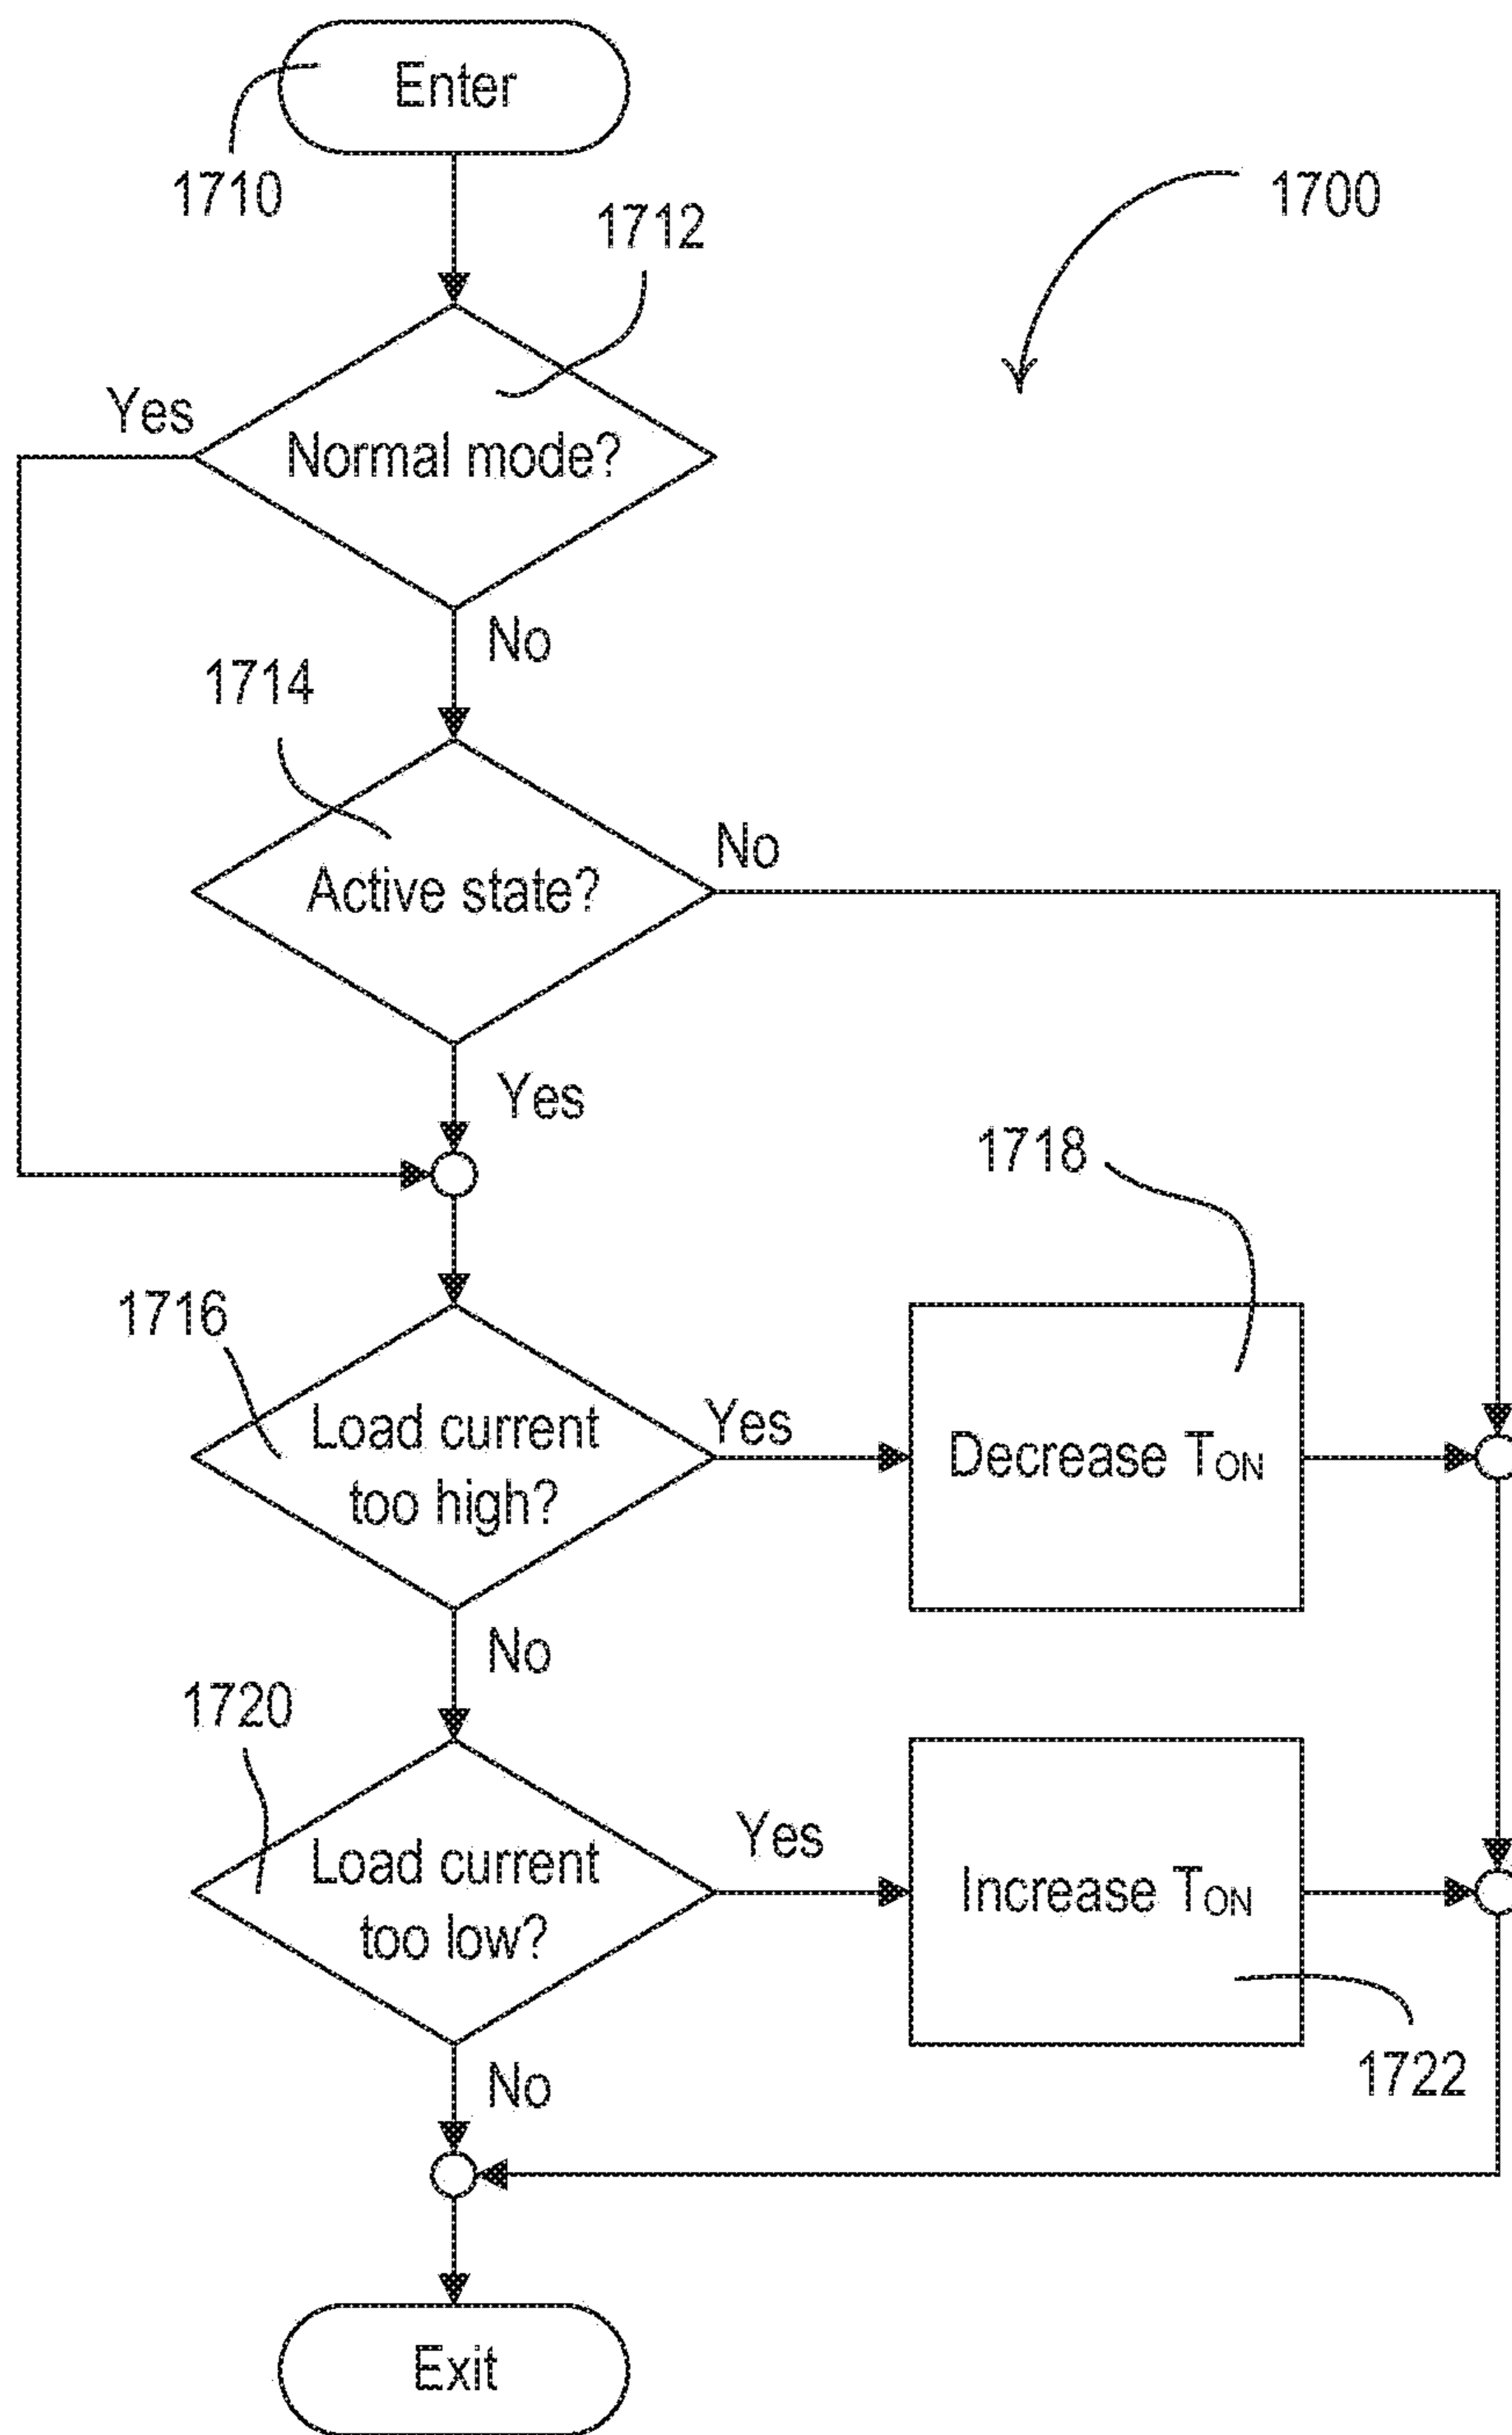 Enter
1710
1700
1712
Yes
Normal mode?
No
1714
No
Active state?
Yes
1718
1716
Load current
too high?
Yes
Decrease TON
No
1720
Load current
too low?
Yes
Increase TON
1722
No
Exit